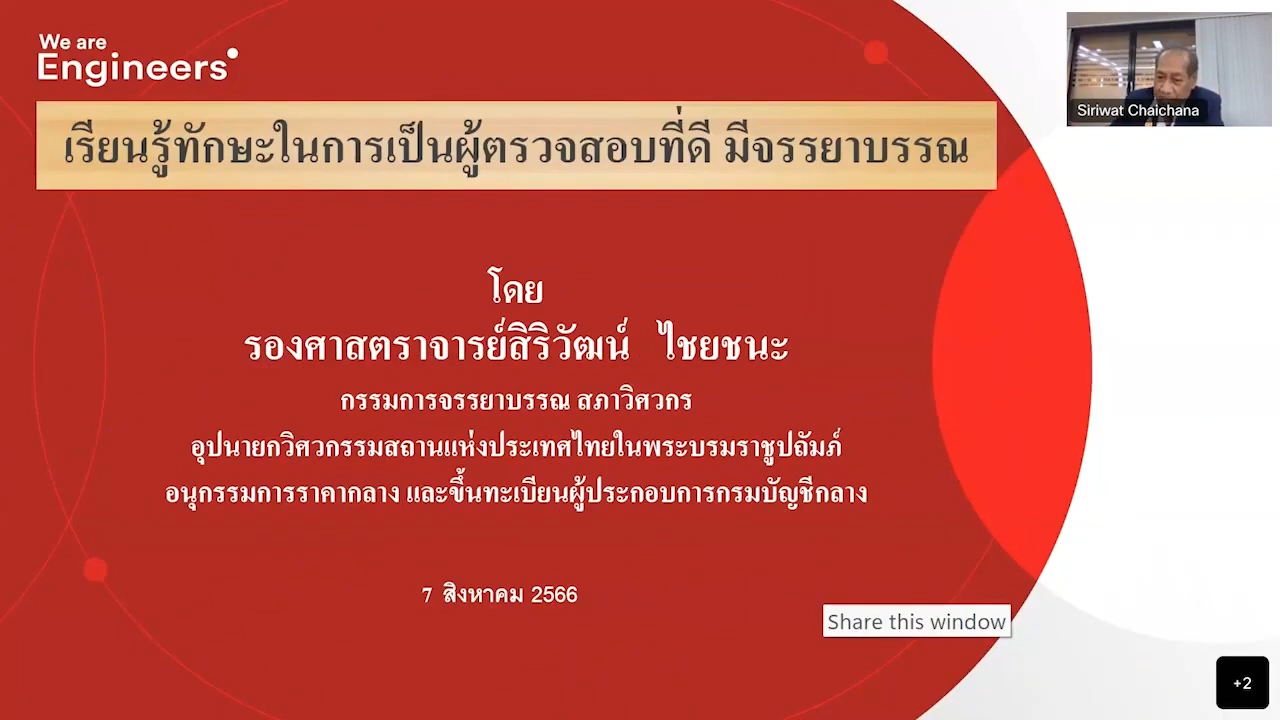 We are
Engineers
เรียนรู้ทักษะในการเป็นผู้ตรวจสอบที่ดี มีจรรยาบรรณ
โดย
รองศาสตราจารย์สิริวัฒน์ ไชยชนะ
กรรมการจรรยาบรรณ สภาวิศวกร
อุปนายกวิศวกรรมสถานแห่งประเทศไทยในพระบรมราชูปถัมภ์
อนุกรรมการราคากลาง และขึ้นทะเบียนผู้ประกอบการกรมบัญชีกลาง
7 สิงหาคม 2566
Share this window
Siriwat Chaichana
+2